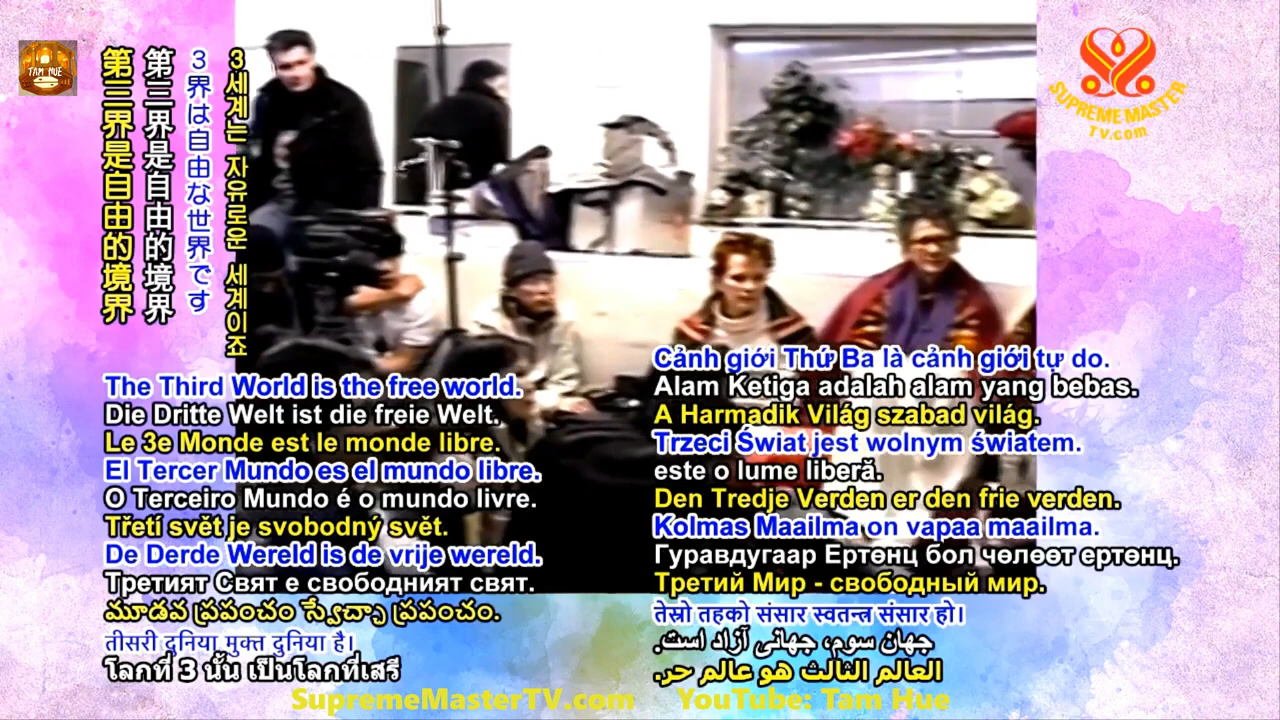 TAM HUE
第三界是自由的境界
第三界是自由的境界
3界は自由な世界です
3세계는 자유로운 세계이죠
SUPREME MASTER
TV.com
The Third World is the free world.
Die Dritte Welt ist die freie Welt.
Le 3e Monde est le monde libre.
El Tercer Mundo es el mundo libre.
O Terceiro Mundo é o mundo livre.
Třetí svět je svobodný svět.
De Derde Wereld is de vrije wereld.
Третият Свят е свободният свят.
మూడవ ప్రపంచం స్వేచ్ఛా ప్రపంచం.
तीसरी दुनिया मुक्त दुनिया है।
โลกที่ 3 นั้น เป็นโลกที่เสรี
Cảnh giới Thứ Ba là cảnh giới tự do.
Alam Ketiga adalah alam yang bebas.
A Harmadik Világ szabad világ.
Trzeci Świat jest wolnym światem.
este o lume liberă.
Den Tredje Verden er den frie verden.
Kolmas Maailma on vapaa maailma.
Гуравдугаар Ертөнц бол чөлөөт ертөнц.
Третий Мир - свободный мир.
तेस्रो तहको संसार स्वतन्त्र संसार हो।
جهان سوم، جهانی آزاد است.
العالم الثالث هو عالم حر.
SupremeMasterTV.com
YouTube: Tam Hue